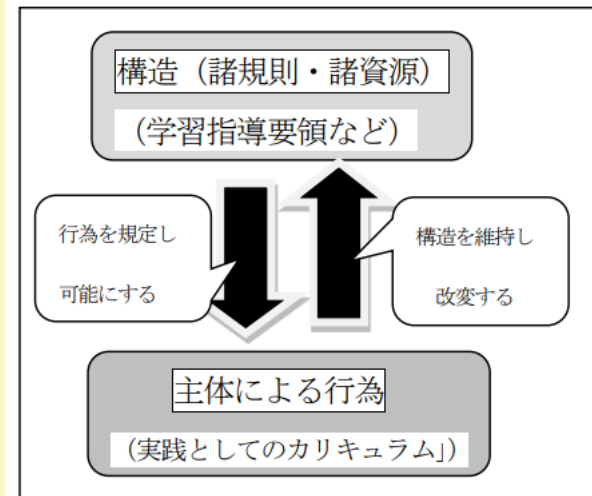 構造（諸規則・諸資源）
（学習指導要領など）
行為を規定し
可能にする
構造を維持し
改変する
主体による行為
（実践としてのカリキュラム」）